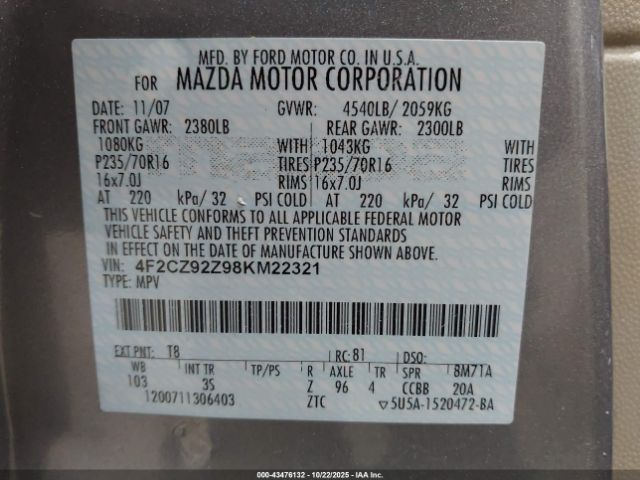 MFD. BY FORD MOTOR CO. IN U.S.A.
FOR MAZDA MOTOR CORPORATION
DATE: 11/07 GVWR: 4540LB/ 2059KG
FRONT GAWR: 2380LB REAR GAWR: 2300LB
1080KG WITH 1043KG WITH
P235/70R16 TIRES P235/70R16 TIRES
16x7.0J RIMS 16x7.0J RIMS
AT 220 kPa/ 32 PSI COLD AT 220 kPa/ 32 PSI COLD
THIS VEHICLE CONFORMS TO ALL APPLICABLE FEDERAL MOTOR
VEHICLE SAFETY AND THEFT PREVENTION STANDARDS
IN EFFECT ON THE DATE OF MANUFACTURE SHOWN ABOVE.
VIN: 4F2CZ92Z98KM22321
TYPE: MPV
EXT PNT: T8 RC: 81 DSO:
WB INT TR TP/PS R AXLE TR SPR 8M71A
103 3S Z 96 4 CCBB 20A
1200711306403 ZTC ▽5U5A-1520472-BA
000-43476132 - 10/22/2025 - IAAI.com